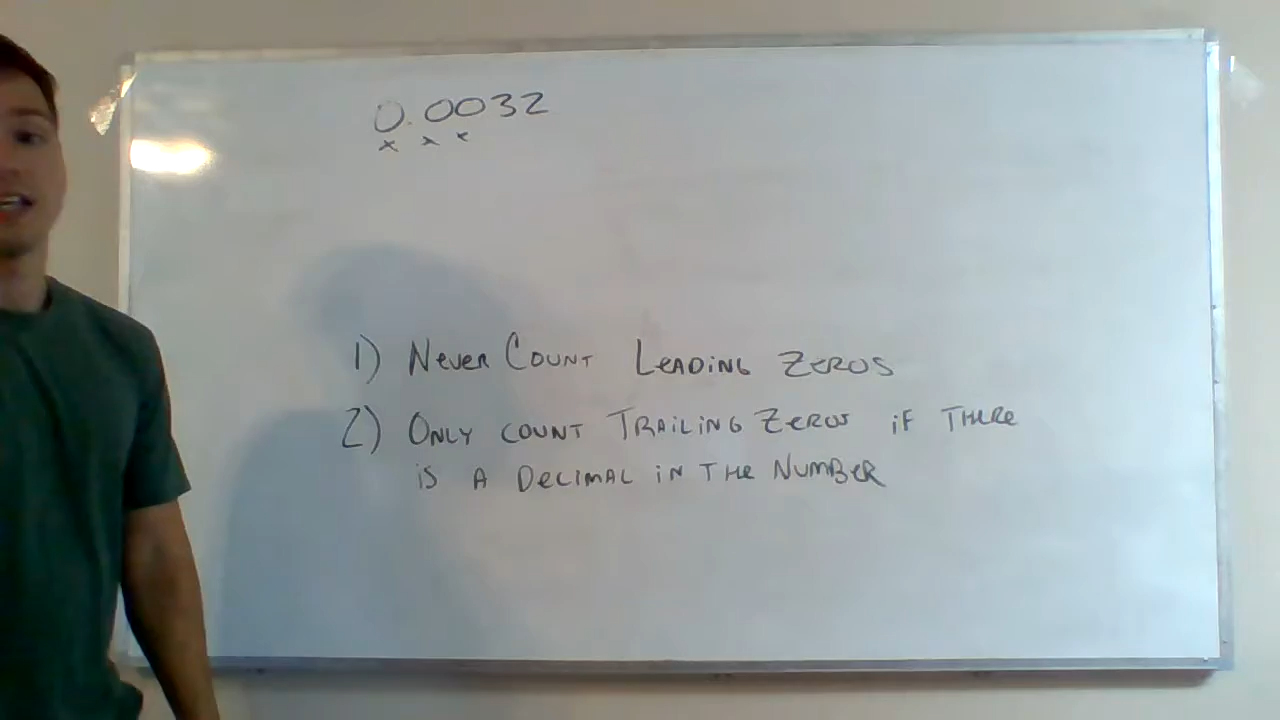 0.0032
x x x
1) Never Count Leading Zeros
2) Only count Trailing Zeros if There
is a Decimal in The Number